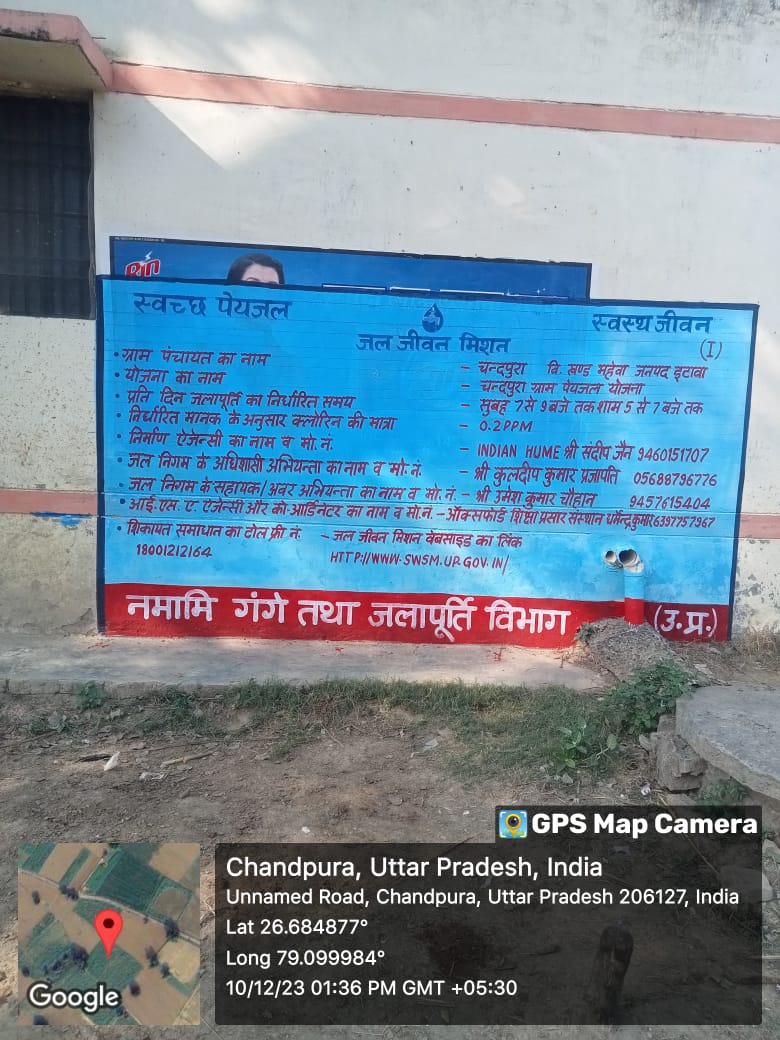 स्वच्छ पेयजल
स्वस्थ जीवन
जल जीवन मिशन
(I)
• ग्राम पंचायत का नाम - चन्दपुरा वि. खण्ड महेवा जनपद इटावा
• योजना का नाम - चन्दपुरा ग्राम पेयजल योजना
• प्रति दिन जलापूर्ति का निर्धारित समय - सुबह 7 से 9 बजे तक शाम 5 से 7 बजे तक
• निर्धारित मानक के अनुसार क्लोरिन की मात्रा - 0.2 PPM
• निर्माण ऐजेन्सी का नाम व मो. नं. - INDIAN HUME श्री संदीप जैन 9460151707
• जल निगम के अधिशासी अभियन्ता का नाम व मो. नं. - श्री कुलदीप कुमार प्रजापति 05688796776
• जल निगम के सहायक/अवर अभियन्ता का नाम व मो. नं. - श्री उमेश कुमार चौहान 9457615404
• आई. एस. ए. ऐजेन्सी और को-आर्डिनेटर का नाम व मो नं. - ऑक्सफोर्ड शिक्षा प्रसार संस्थान धर्मेन्द्र कुमार 6397757967
• शिकायत समाधान का टोल फ्री नं. - जल जीवन मिशन वेबसाइड का लिंक
18001212164 HTTP://WWW.SWSM.UP.GOV.IN/
नमामि गंगे तथा जलापूर्ति विभाग (उ.प्र.)
GPS Map Camera
Chandpura, Uttar Pradesh, India
Unnamed Road, Chandpura, Uttar Pradesh 206127, India
Lat 26.684877°
Long 79.099984°
10/12/23 01:36 PM GMT +05:30
Google